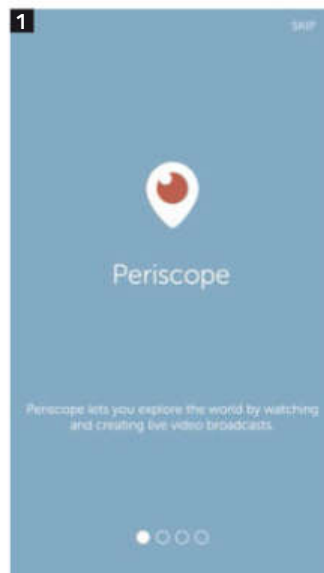 1
SKIP
Periscope
Periscope lets you explore the world by watching
and creating live video broadcasts.